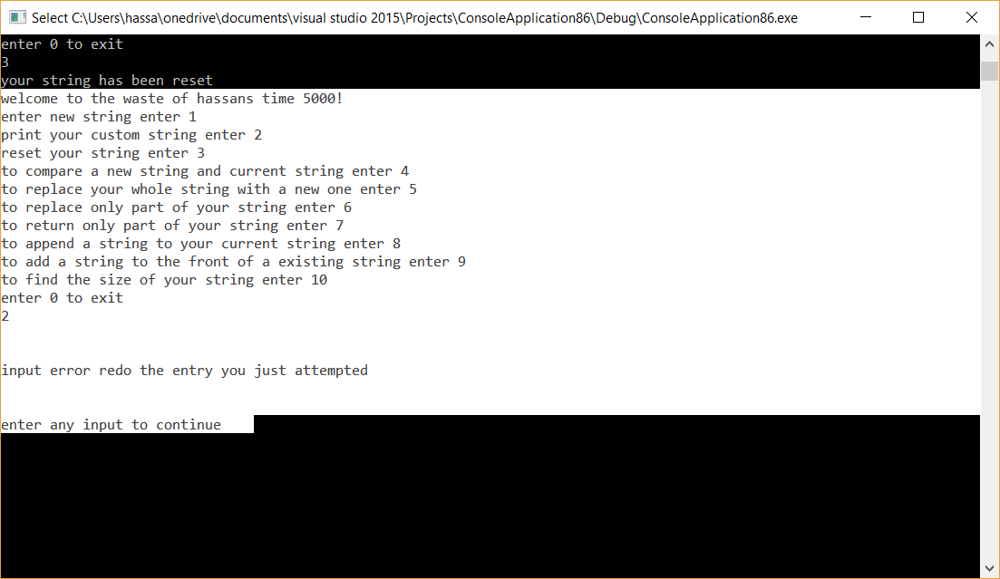 Select C:\Users\hassa\onedrive\documents\visual studio 2015\Projects\ConsoleApplication86\Debug\ConsoleApplication86.exe
enter 0 to exit
3
your string has been reset
welcome to the waste of hassans time 5000!
enter new string enter 1
print your custom string enter 2
reset your string enter 3
to compare a new string and current string enter 4
to replace your whole string with a new one enter 5
to replace only part of your string enter 6
to return only part of your string enter 7
to append a string to your current string enter 8
to add a string to the front of a existing string enter 9
to find the size of your string enter 10
enter 0 to exit
2
input error redo the entry you just attempted
enter any input to continue